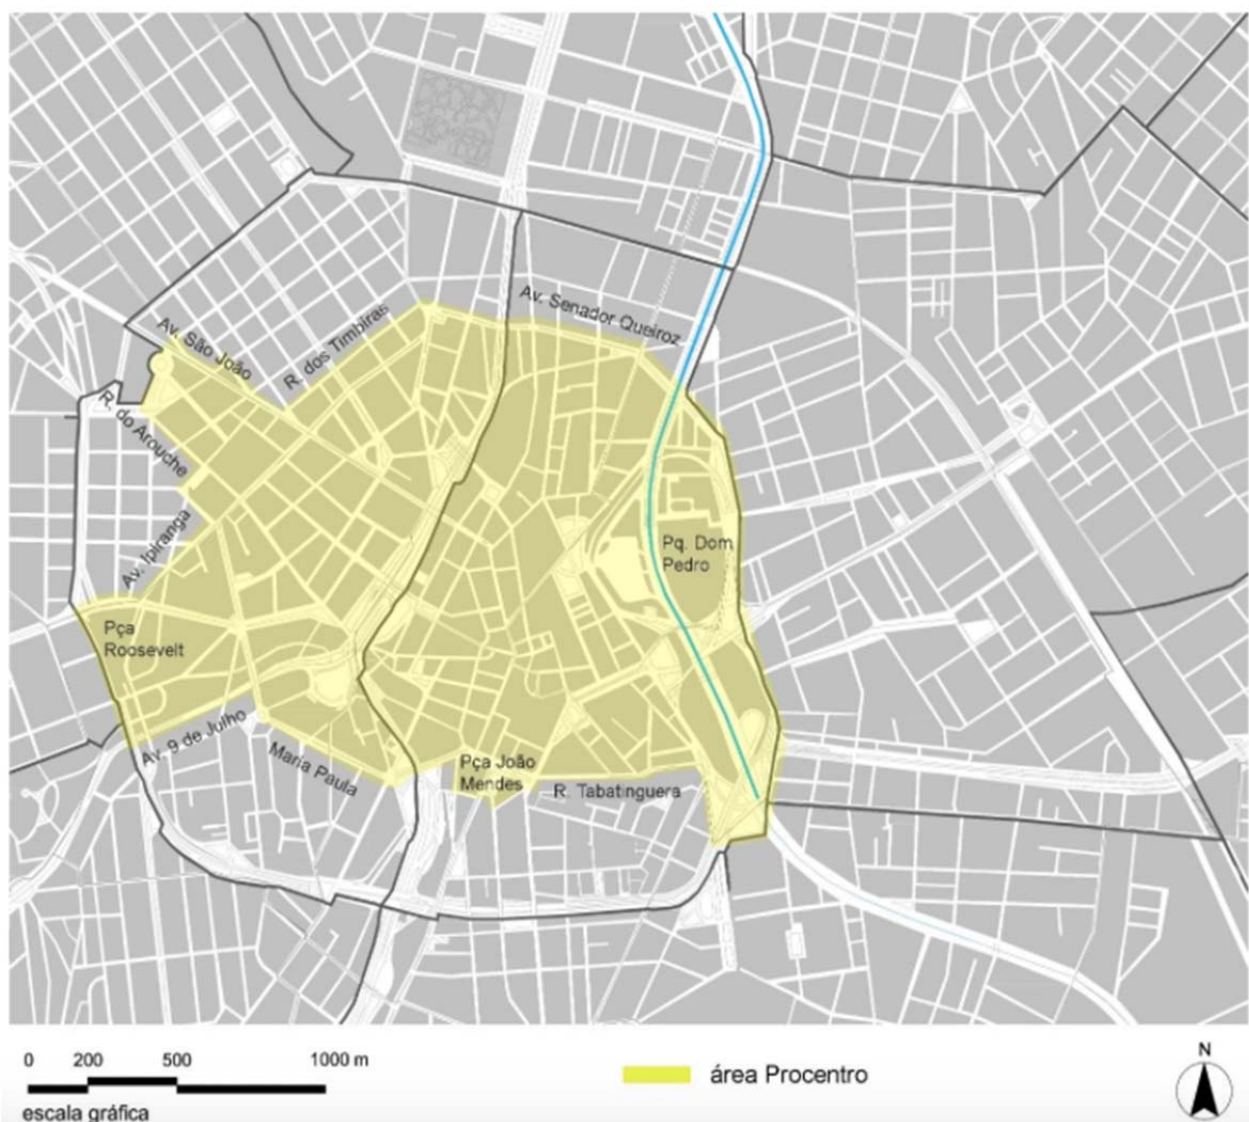 Av. Senador Queiroz
Av. São João
R. dos Timbiras
R. do Arouche
Av. Ipiranga
Pq. Dom
Pedro
Pça
Roosevelt
Av. 9 de Julho
Maria Paula
Pça João
Mendes
R. Tabatinguera
0 200 500 1000 m
escala gráfica
área Procentro
N